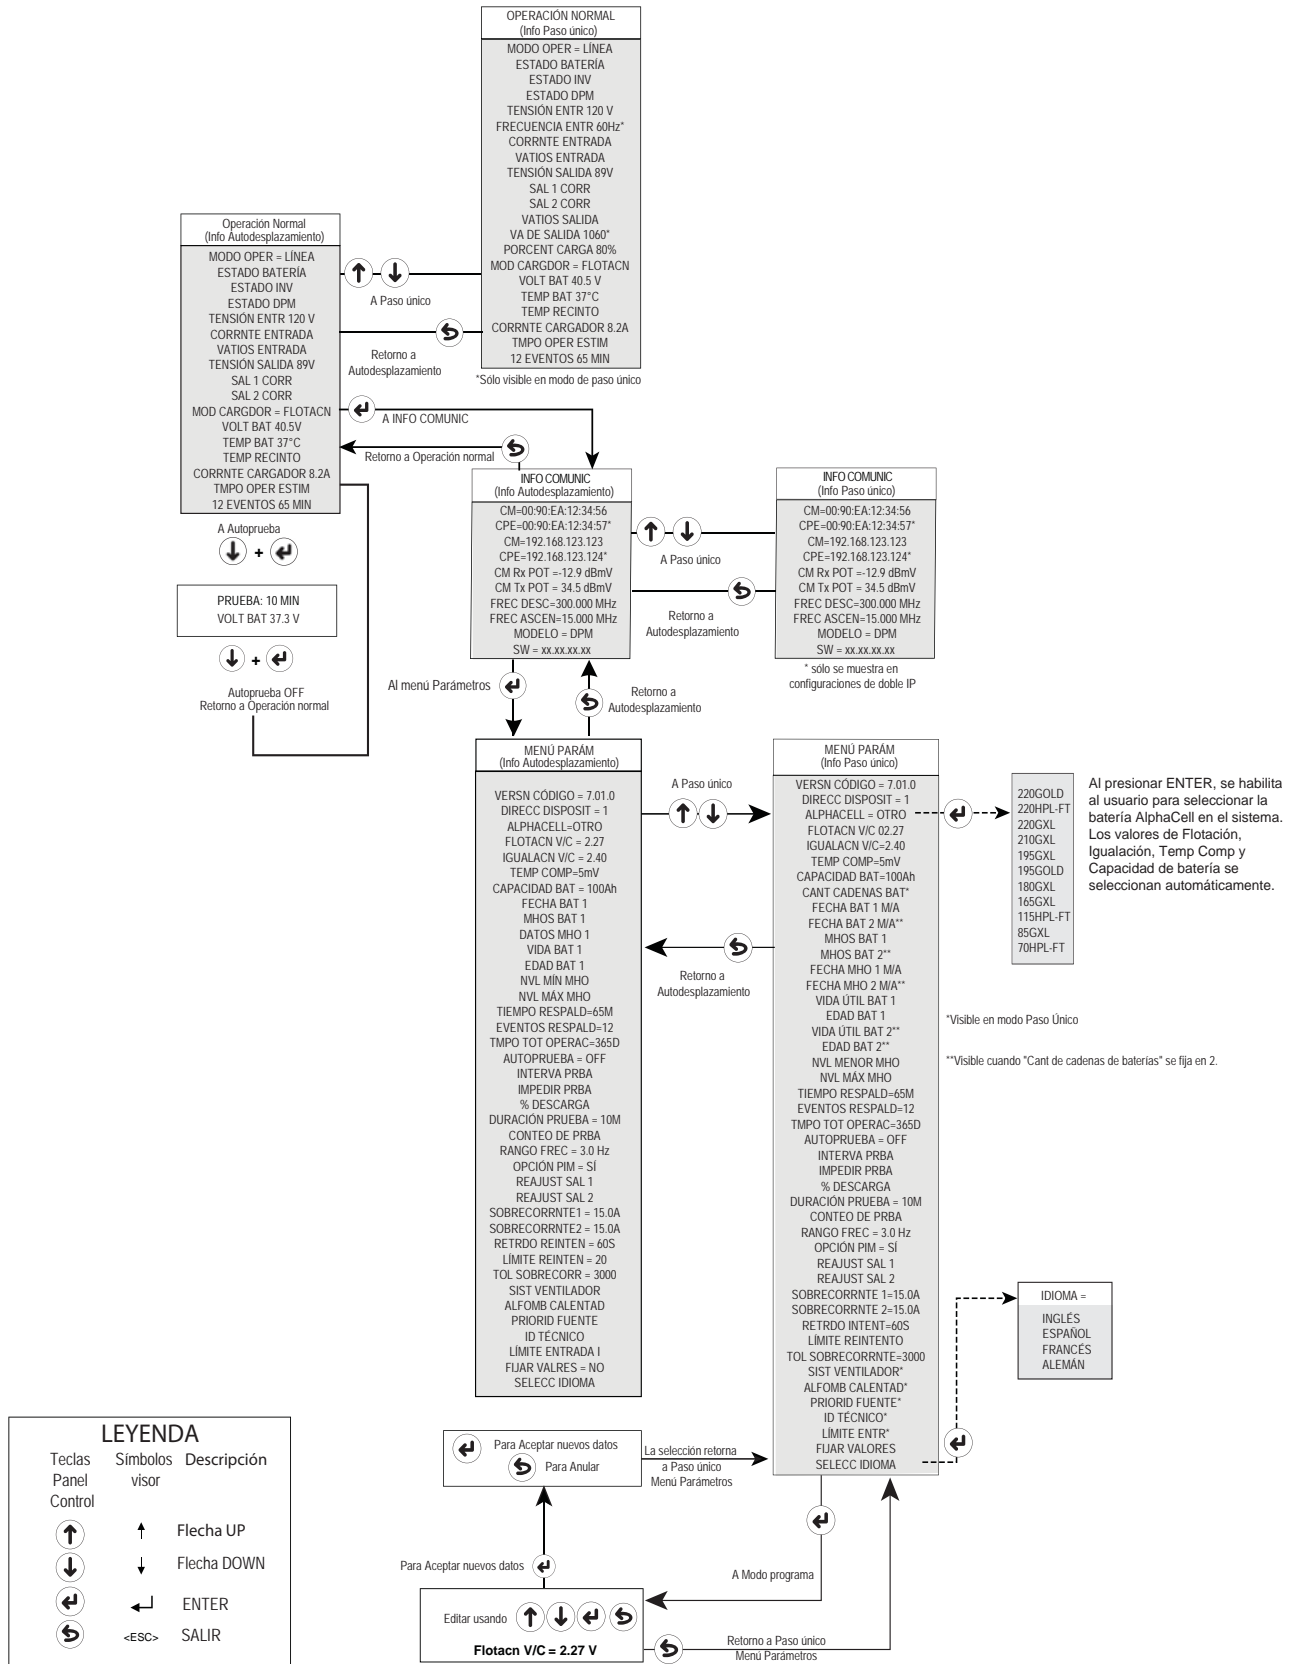 OPERACIÓN NORMAL
(Info Paso único)
MODO OPER = LÍNEA
ESTADO BATERÍA
ESTADO INV
ESTADO DPM
TENSIÓN ENTR 120 V
FRECUENCIA ENTR 60Hz*
CORRNTE ENTRADA
VATIOS ENTRADA
TENSIÓN SALIDA 89V
SAL 1 CORR
SAL 2 CORR
VATIOS SALIDA
VA DE SALIDA 1060*
PORCENT CARGA 80%
MOD CARGDOR = FLOTACN
VOLT BAT 40.5 V
TEMP BAT 37°C
TEMP RECINTO
CORRNTE CARGADOR 8.2A
TMPO OPER ESTIM
12 EVENTOS 65 MIN
*Sólo visible en modo de paso único
Operación Normal
(Info Autodesplazamiento)
MODO OPER = LÍNEA
ESTADO BATERÍA
ESTADO INV
ESTADO DPM
TENSIÓN ENTR 120 V
CORRNTE ENTRADA
VATIOS ENTRADA
TENSIÓN SALIDA 89V
SAL 1 CORR
SAL 2 CORR
MOD CARGDOR = FLOTACN
VOLT BAT 40.5V
TEMP BAT 37°C
TEMP RECINTO
CORRNTE CARGADOR 8.2A
TMPO OPER ESTIM
12 EVENTOS 65 MIN
A Paso único
Retorno a
Autodesplazamiento
A INFO COMUNIC
Retorno a Operación normal
A Autoprueba
+
PRUEBA: 10 MIN
VOLT BAT 37.3 V
+
Autoprueba OFF
Retorno a Operación normal
INFO COMUNIC
(Info Autodesplazamiento)
CM=00:90:EA:12:34:56
CPE=00:90:EA:12:34:57*
CM=192.168.123.123
CPE=192.168.123.124*
CM Rx POT =-12.9 dBmV
CM Tx POT = 34.5 dBmV
FREC DESC=300.000 MHz
FREC ASCEN=15.000 MHz
MODELO = DPM
SW = xx.xx.xx.xx
A Paso único
Retorno a
Autodesplazamiento
INFO COMUNIC
(Info Paso único)
CM=00:90:EA:12:34:56
CPE=00:90:EA:12:34:57*
CM=192.168.123.123
CPE=192.168.123.124*
CM Rx POT =-12.9 dBmV
CM Tx POT = 34.5 dBmV
FREC DESC=300.000 MHz
FREC ASCEN=15.000 MHz
MODELO = DPM
SW = xx.xx.xx.xx
* sólo se muestra en
configuraciones de doble IP
Al menú Parámetros
Retorno a
Autodesplazamiento
MENÚ PARÁM
(Info Autodesplazamiento)
VERSN CÓDIGO = 7.01.0
DIRECC DISPOSIT = 1
ALPHACELL=OTRO
FLOTACN V/C = 2.27
IGUALACN V/C = 2.40
TEMP COMP=5mV
CAPACIDAD BAT = 100Ah
FECHA BAT 1
MHOS BAT 1
DATOS MHO 1
VIDA BAT 1
EDAD BAT 1
NVL MÍN MHO
NVL MÁX MHO
TIEMPO RESPALD=65M
EVENTOS RESPALD=12
TMPO TOT OPERAC=365D
AUTOPRUEBA = OFF
INTERVA PRBA
IMPEDIR PRBA
% DESCARGA
DURACIÓN PRUEBA = 10M
CONTEO DE PRBA
RANGO FREC = 3.0 Hz
OPCIÓN PIM = SÍ
REAJUST SAL 1
REAJUST SAL 2
SOBRECORRNTE1 = 15.0A
SOBRECORRNTE2 = 15.0A
RETRDO REINTEN = 60S
LÍMITE REINTEN = 20
TOL SOBRECORR = 3000
SIST VENTILADOR
ALFOMB CALENTAD
PRIORID FUENTE
ID TÉCNICO
LÍMITE ENTRADA I
FIJAR VALRES = NO
SELECC IDIOMA
A Paso único
Retorno a
Autodesplazamiento
MENÚ PARÁM
(Info Paso único)
VERSN CÓDIGO = 7.01.0
DIRECC DISPOSIT = 1
ALPHACELL = OTRO
FLOTACN V/C 02.27
IGUALACN V/C=2.40
TEMP COMP=5mV
CAPACIDAD BAT=100Ah
CANT CADENAS BAT*
FECHA BAT 1 M/A
FECHA BAT 2 M/A**
MHOS BAT 1
MHOS BAT 2**
FECHA MHO 1 M/A
FECHA MHO 2 M/A**
VIDA ÚTIL BAT 1
EDAD BAT 1
VIDA ÚTIL BAT 2**
EDAD BAT 2**
NVL MENOR MHO
NVL MÁX MHO
TIEMPO RESPALD=65M
EVENTOS RESPALD=12
TMPO TOT OPERAC=365D
AUTOPRUEBA = OFF
INTERVA PRBA
IMPEDIR PRBA
% DESCARGA
DURACIÓN PRUEBA = 10M
CONTEO DE PRBA
RANGO FREC = 3.0 Hz
OPCIÓN PIM = SÍ
REAJUST SAL 1
REAJUST SAL 2
SOBRECORRNTE 1=15.0A
SOBRECORRNTE 2=15.0A
RETRDO INTENT=60S
LÍMITE REINTENTO
TOL SOBRECORRNTE=3000
SIST VENTILADOR*
ALFOMB CALENTAD*
PRIORID FUENTE*
ID TÉCNICO*
LÍMITE ENTR*
FIJAR VALORES
SELECC IDIOMA
220GOLD
220HPL-FT
220GXL
210GXL
195GXL
195GOLD
180GXL
165GXL
115HPL-FT
85GXL
70HPL-FT
Al presionar ENTER, se habilita
al usuario para seleccionar la
batería AlphaCell en el sistema.
Los valores de Flotación,
Igualación, Temp Comp y
Capacidad de batería se
seleccionan automáticamente.
*Visible en modo Paso Único
**Visible cuando "Cant de cadenas de baterías" se fija en 2.
IDIOMA =
INGLÉS
ESPAÑOL
FRANCÉS
ALEMÁN
LEYENDA
Teclas Panel Control
Símbolos visor
Descripción
↑ Flecha UP
↓ Flecha DOWN
ENTER
<ESC> SALIR
Para Aceptar nuevos datos
Para Anular
La selección retorna
a Paso único
Menú Parámetros
Para Aceptar nuevos datos
A Modo programa
Editar usando
Flotacn V/C = 2.27 V
Retorno a Paso único
Menú Parámetros